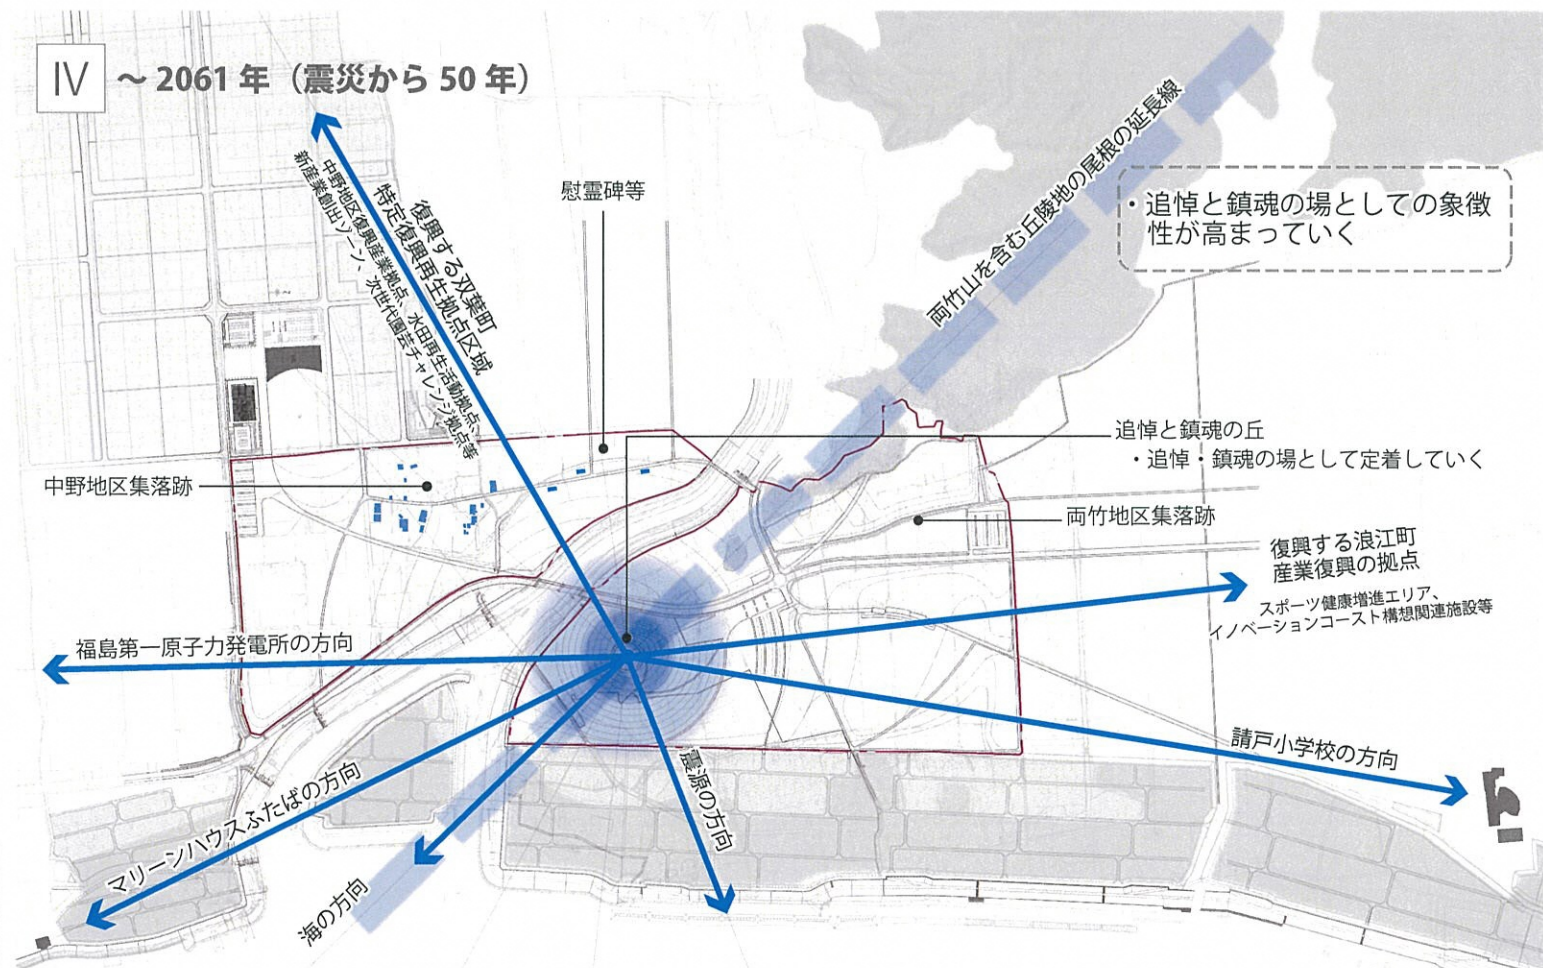 IV ～ 2061 年（震災から 50 年）
両竹山を含む丘陵地の尾根の延長線
・追悼と鎮魂の場としての象徴
性が高まっていく
慰霊碑等
復興する双葉町
特定復興再生拠点区域
中野地区復興産業拠点、水田再生活動拠点、
新産業創出ゾーン、次世代園芸チャレンジ拠点等
追悼と鎮魂の丘
・追悼・鎮魂の場として定着していく
中野地区集落跡
両竹地区集落跡
復興する浪江町
産業復興の拠点
スポーツ健康増進エリア、
イノベーションコースト構想関連施設等
福島第一原子力発電所の方向
請戸小学校の方向
震源の方向
マリーンハウスふたばの方向
海の方向